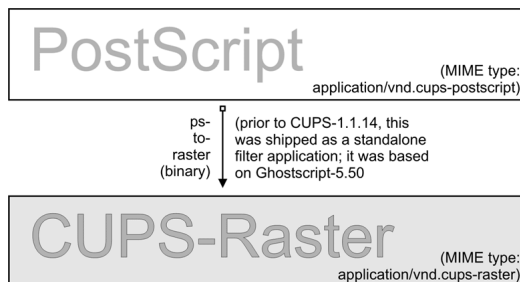 PostScript
(MIME type:
application/vnd.cups-postscript)
ps-
to-
raster
(binary)
(prior to CUPS-1.1.14, this
was shipped as a standalone
filter application; it was based
on Ghostscript-5.50
CUPS-Raster
(MIME type:
application/vnd.cups-raster)